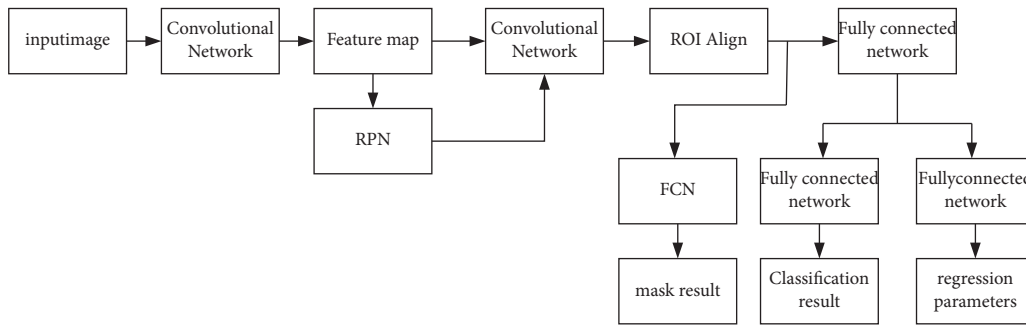 inputimage
Convolutional
Network
Feature map
Convolutional
Network
ROI Align
Fully connected
network
RPN
FCN
Fully connected
network
Fullyconnected
network
mask result
Classification
result
regression
parameters